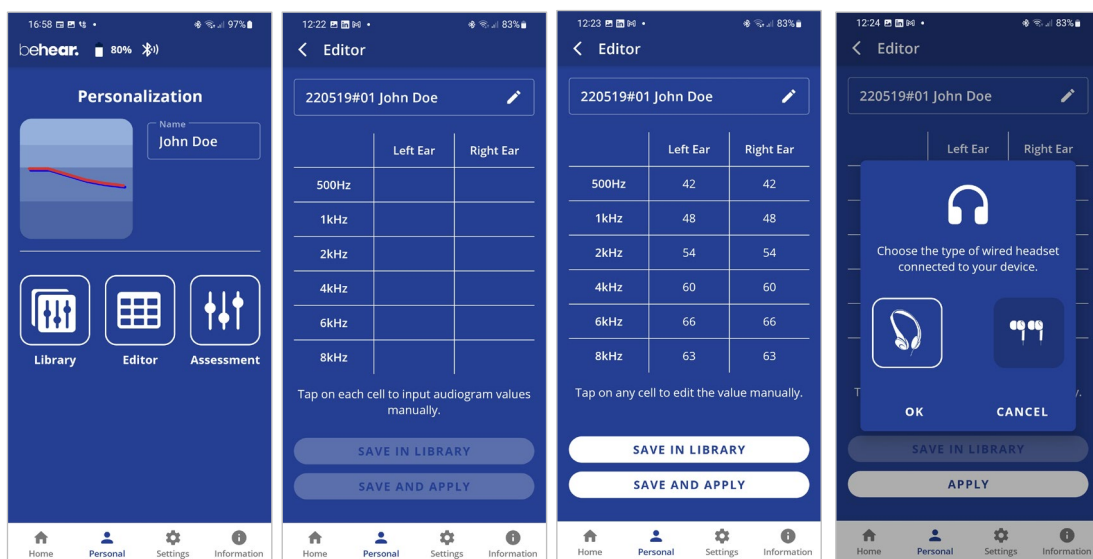 16:58
97%
behear.
80%
Personalization
Name
John Doe
Library
Editor
Assessment
Home
Personal
Settings
Information
12:22
83%
Editor
220519#01 John Doe
Left Ear Right Ear
500Hz
1kHz
2kHz
4kHz
6kHz
8kHz
Tap on each cell to input audiogram values
manually.
SAVE IN LIBRARY
SAVE AND APPLY
Home
Personal
Settings
Information
12:23
83%
Editor
220519#01 John Doe
Left Ear Right Ear
500Hz 42 42
1kHz 48 48
2kHz 54 54
4kHz 60 60
6kHz 66 66
8kHz 63 63
Tap on any cell to edit the value manually.
SAVE IN LIBRARY
SAVE AND APPLY
Home
Personal
Settings
Information
12:24
83%
Editor
220519#01 John Doe
Left Ear Right Ear
Choose the type of wired headset
connected to your device.
OK
CANCEL
SAVE IN LIBRARY
APPLY
Home
Personal
Settings
Information